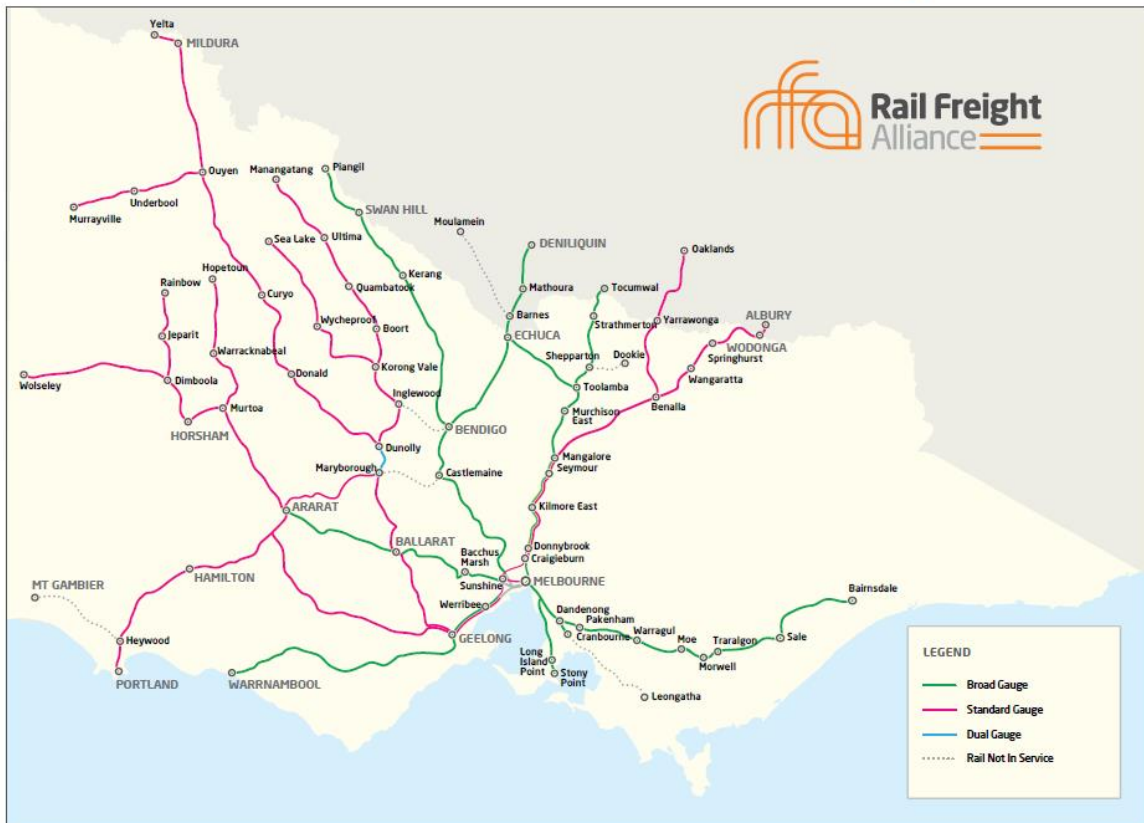 Yelta
MILDURA
Rail Freight
Alliance
Ouyen
Manangatang
Piangil
Underbool
Murrayville
SWAN HILL
Moulamein
DENILIQUIN
Sea Lake
Ultima
Oaklands
Hopetoun
Rainbow
Kerang
Curyo
Quambatook
Mathoura
Tocumwal
Barnes
Strathmerton
Yarrawonga
ALBURY
Jeparit
Wycheproof
Boort
ECHUCA
WODONGA
Warracknabeal
Shepparton
Dookie
Springhurst
Wolseley
Dimboola
Donald
Korong Vale
Toolamba
Wangaratta
Murtoa
Inglewood
Murchison
East
Benalla
HORSHAM
BENDIGO
Dunolly
Mangalore
Maryborough
Castlemaine
Seymour
ARARAT
Kilmore East
BALLARAT
Bacchus
Marsh
Donnybrook
Craigieburn
HAMILTON
Sunshine
MELBOURNE
MT GAMBIER
Werribee
Dandenong
Pakenham
Cranbourne
Bairnsdale
Heywood
GEELONG
Warragul
Moe
Traralgon
Sale
Morwell
Long
Island
Point
Stony
Point
PORTLAND
WARRNAMBOOL
Leongatha
LEGEND
Broad Gauge
Standard Gauge
Dual Gauge
Rail Not In Service